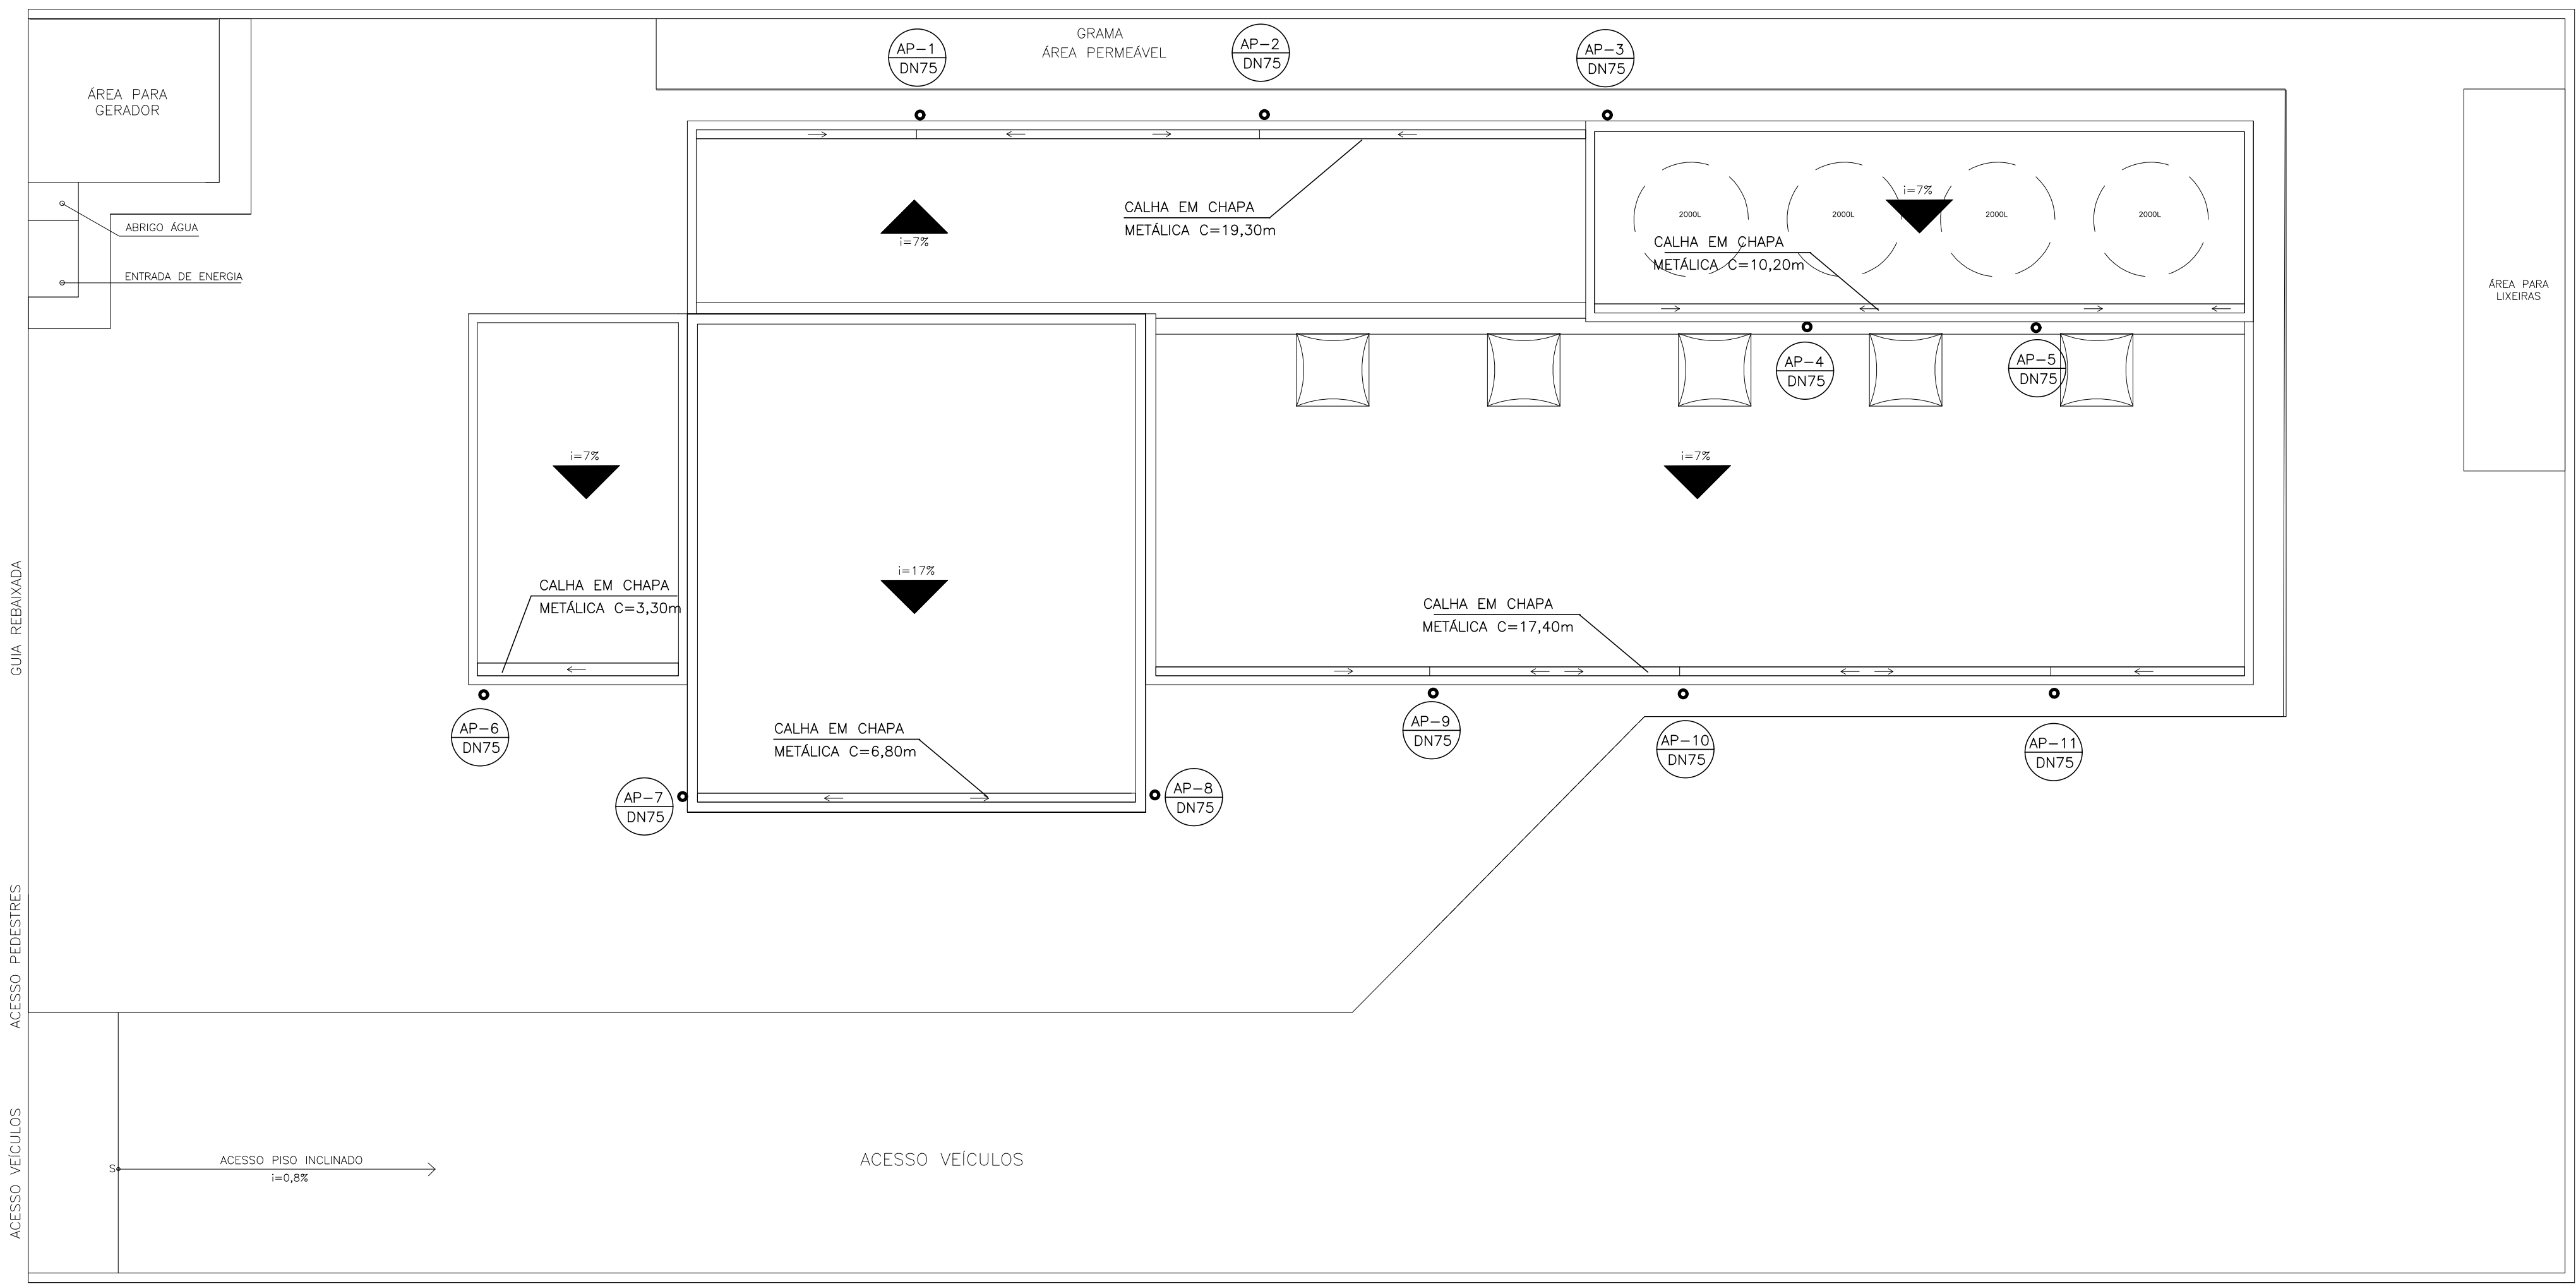 AP-1
DN75
GRAMA
ÁREA PERMEÁVEL
AP-2
DN75
AP-3
DN75
ÁREA PARA
GERADOR
ABRIGO ÁGUA
ENTRADA DE ENERGIA
i=7%
CALHA EM CHAPA
METÁLICA C=19,30m
2000L
2000L
i=7%
2000L
2000L
CALHA EM CHAPA
METÁLICA C=10,20m
ÁREA PARA
LIXEIRAS
AP-4
DN75
AP-5
DN75
i=7%
i=7%
i=17%
CALHA EM CHAPA
METÁLICA C=3,30m
CALHA EM CHAPA
METÁLICA C=17,40m
GUIA REBAIXADA
AP-6
DN75
CALHA EM CHAPA
METÁLICA C=6,80m
AP-7
DN75
AP-8
DN75
AP-9
DN75
AP-10
DN75
AP-11
DN75
ACESSO PEDESTRES
ACESSO VEÍCULOS
S
ACESSO PISO INCLINADO
i=0,8%
ACESSO VEÍCULOS